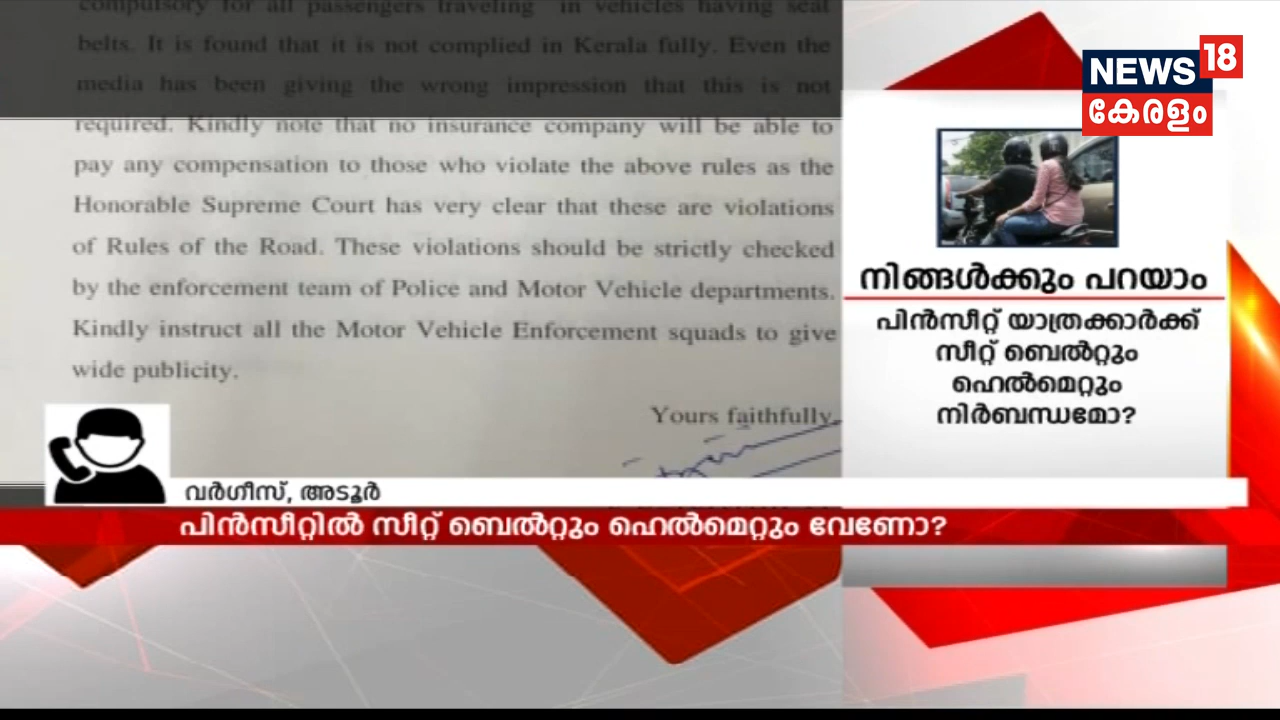 compulsory for all passengers traveling in vehicles having seat
belts. It is found that it is not complied in Kerala fully. Even the
media has been giving the wrong impression that this is not
required. Kindly note that no insurance company will be able to
pay any compensation to those who violate the above rules as the
Honorable Supreme Court has very clear that these are violations
of Rules of the Road. These violations should be strictly checked
by the enforcement team of Police and Motor Vehicle departments.
Kindly instruct all the Motor Vehicle Enforcement squads to give
wide publicity.
Yours faithfully,
NEWS 18
കേരളം
നിങ്ങൾക്കും പറയാം
പിൻസീറ്റ് യാത്രക്കാർക്ക്
സീറ്റ് ബെൽറ്റും
ഹെൽമെറ്റും
നിർബന്ധമോ?
വർഗീസ്, അടൂർ
പിൻസീറ്റിൽ സീറ്റ് ബെൽറ്റും ഹെൽമെറ്റും വേണോ?